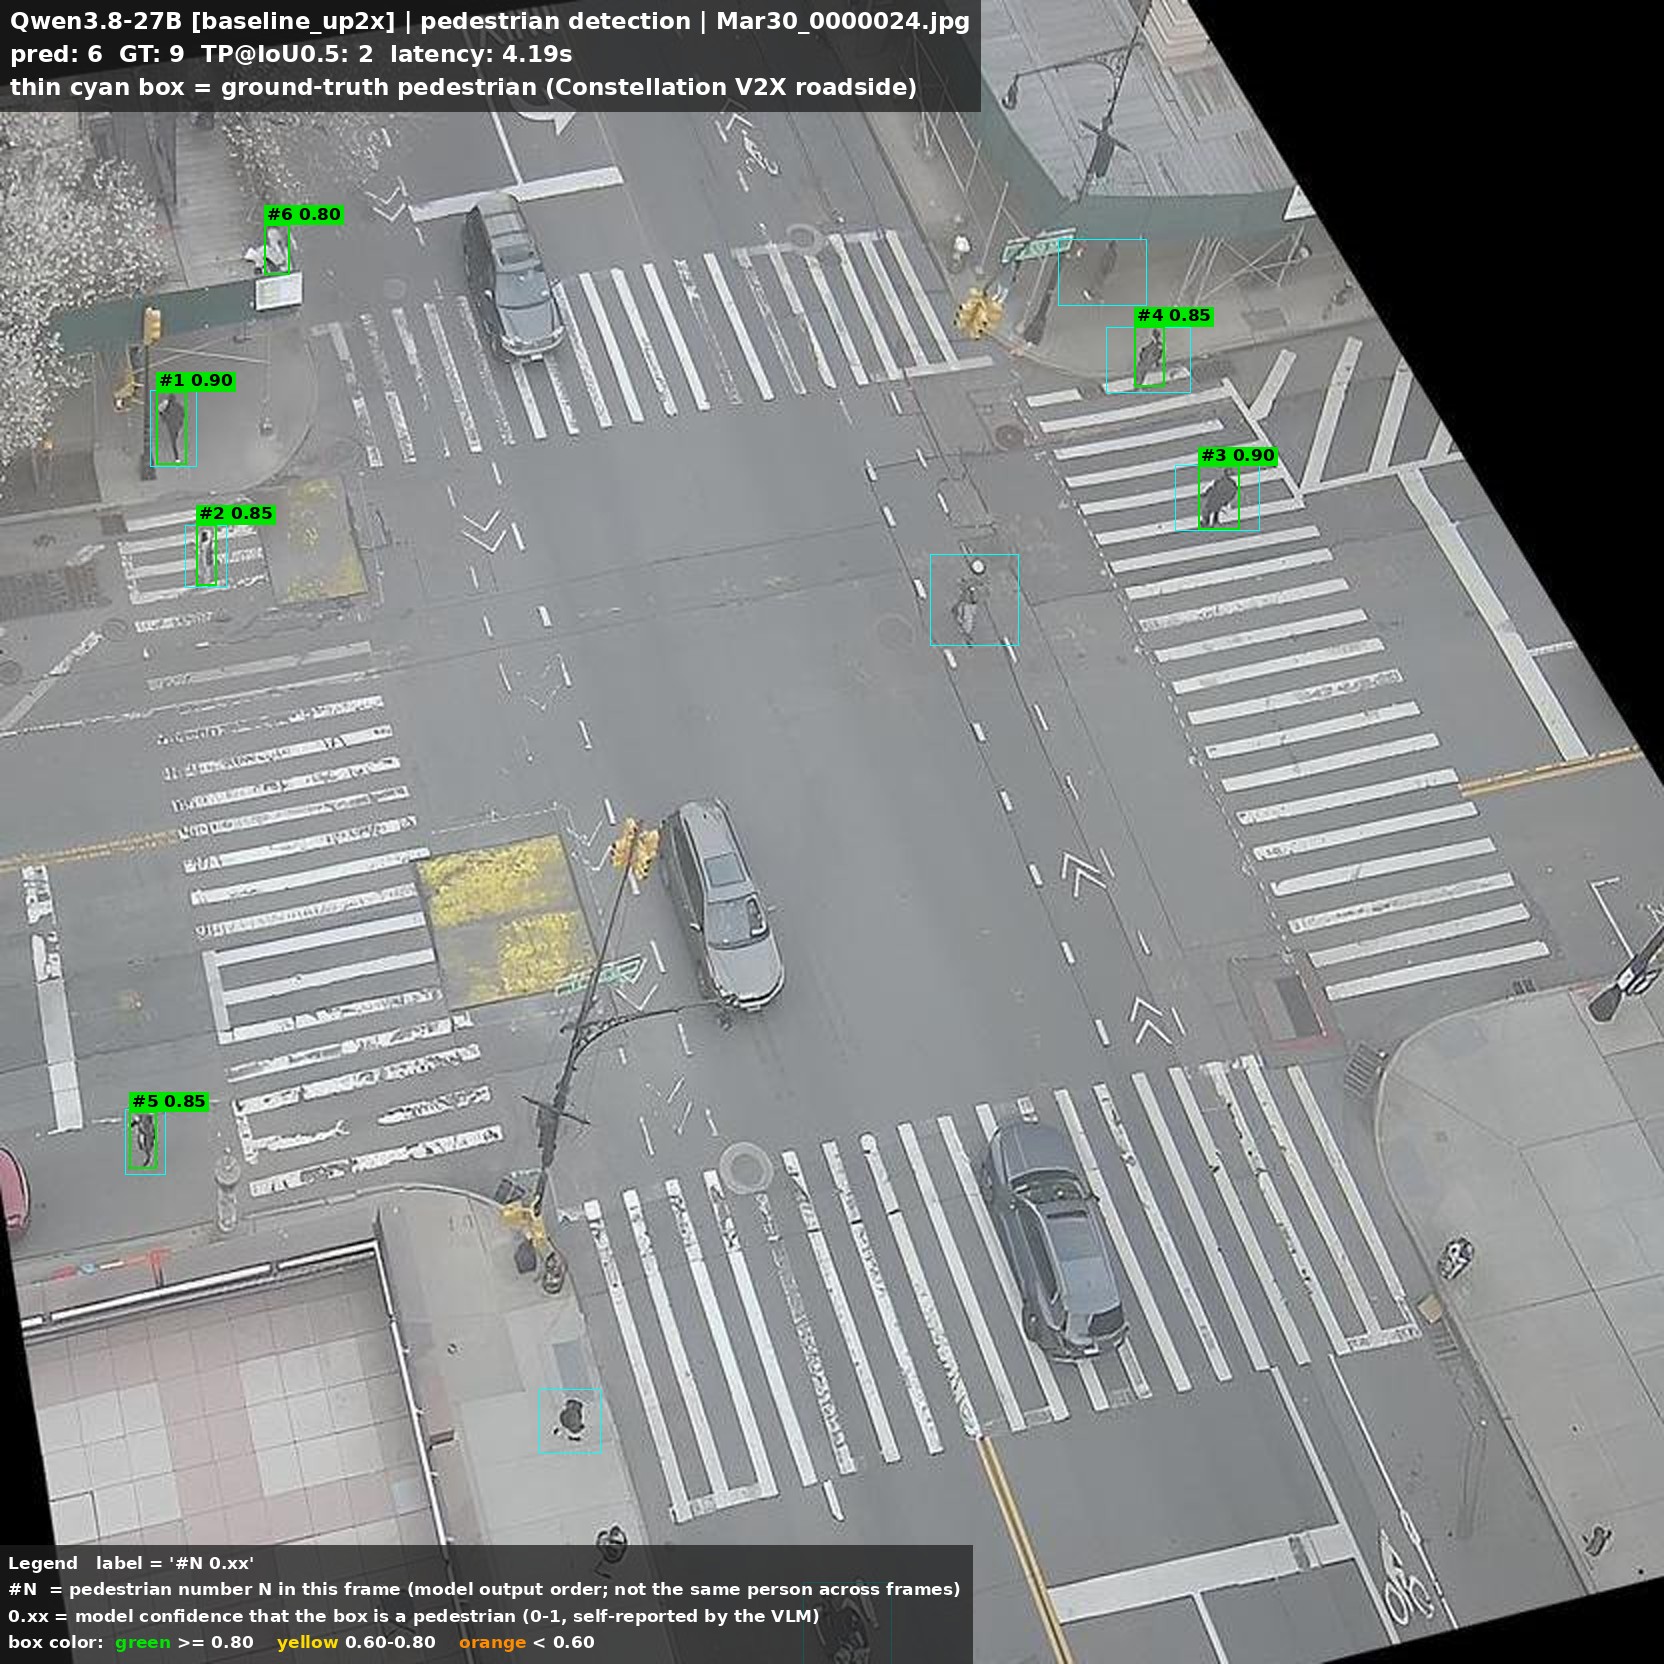 Qwen3.8-27B [baseline_up2x] | pedestrian detection | Mar30_0000024.jpg
pred: 6  GT: 9  TP@IoU0.5: 2  latency: 4.19s
thin cyan box = ground-truth pedestrian (Constellation V2X roadside)
#6 0.80
#4 0.85
#1 0.90
#3 0.90
#2 0.85
#5 0.85
Legend   label = '#N 0.xx'
#N  = pedestrian number N in this frame (model output order; not the same person across frames)
0.xx = model confidence that the box is a pedestrian (0-1, self-reported by the VLM)
box color:  green >= 0.80    yellow 0.60-0.80    orange < 0.60